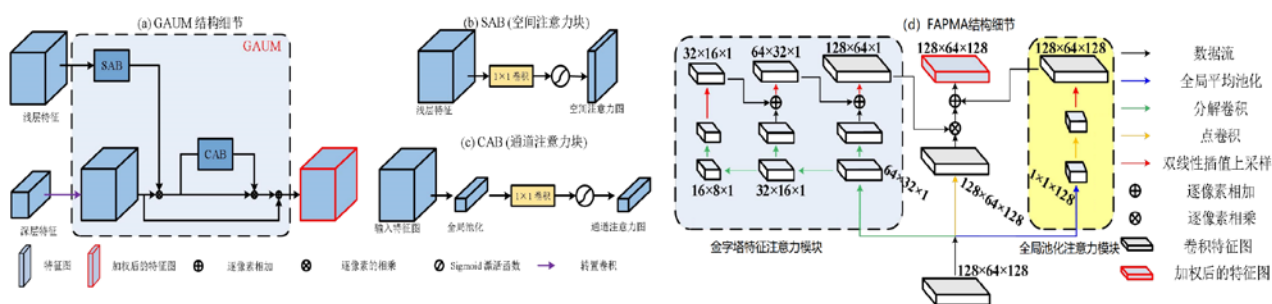 (a) GAUM 结构细节
GAUM
SAB
浅层特征
CAB
深层特征
(b) SAB (空间注意力块)
1×1 卷积
浅层特征
空间注意力图
(c) CAB (通道注意力块)
1×1 卷积
输入特征图
全局池化
通道注意力图
特征图
加权后的特征图
逐像素相加
逐像素的相乘
Sigmoid 激活函数
转置卷积
(d) FAPMA结构细节
32×16×1
64×32×1
128×64×1
128×64×128
128×64×128
16×8×1
32×16×1
64×32×1
128×64×128
1×1×128
金字塔特征注意力模块
全局池化注意力模块
128×64×128
数据流
全局平均池化
分解卷积
点卷积
双线性插值上采样
逐像素相加
逐像素相乘
卷积特征图
加权后的特征图